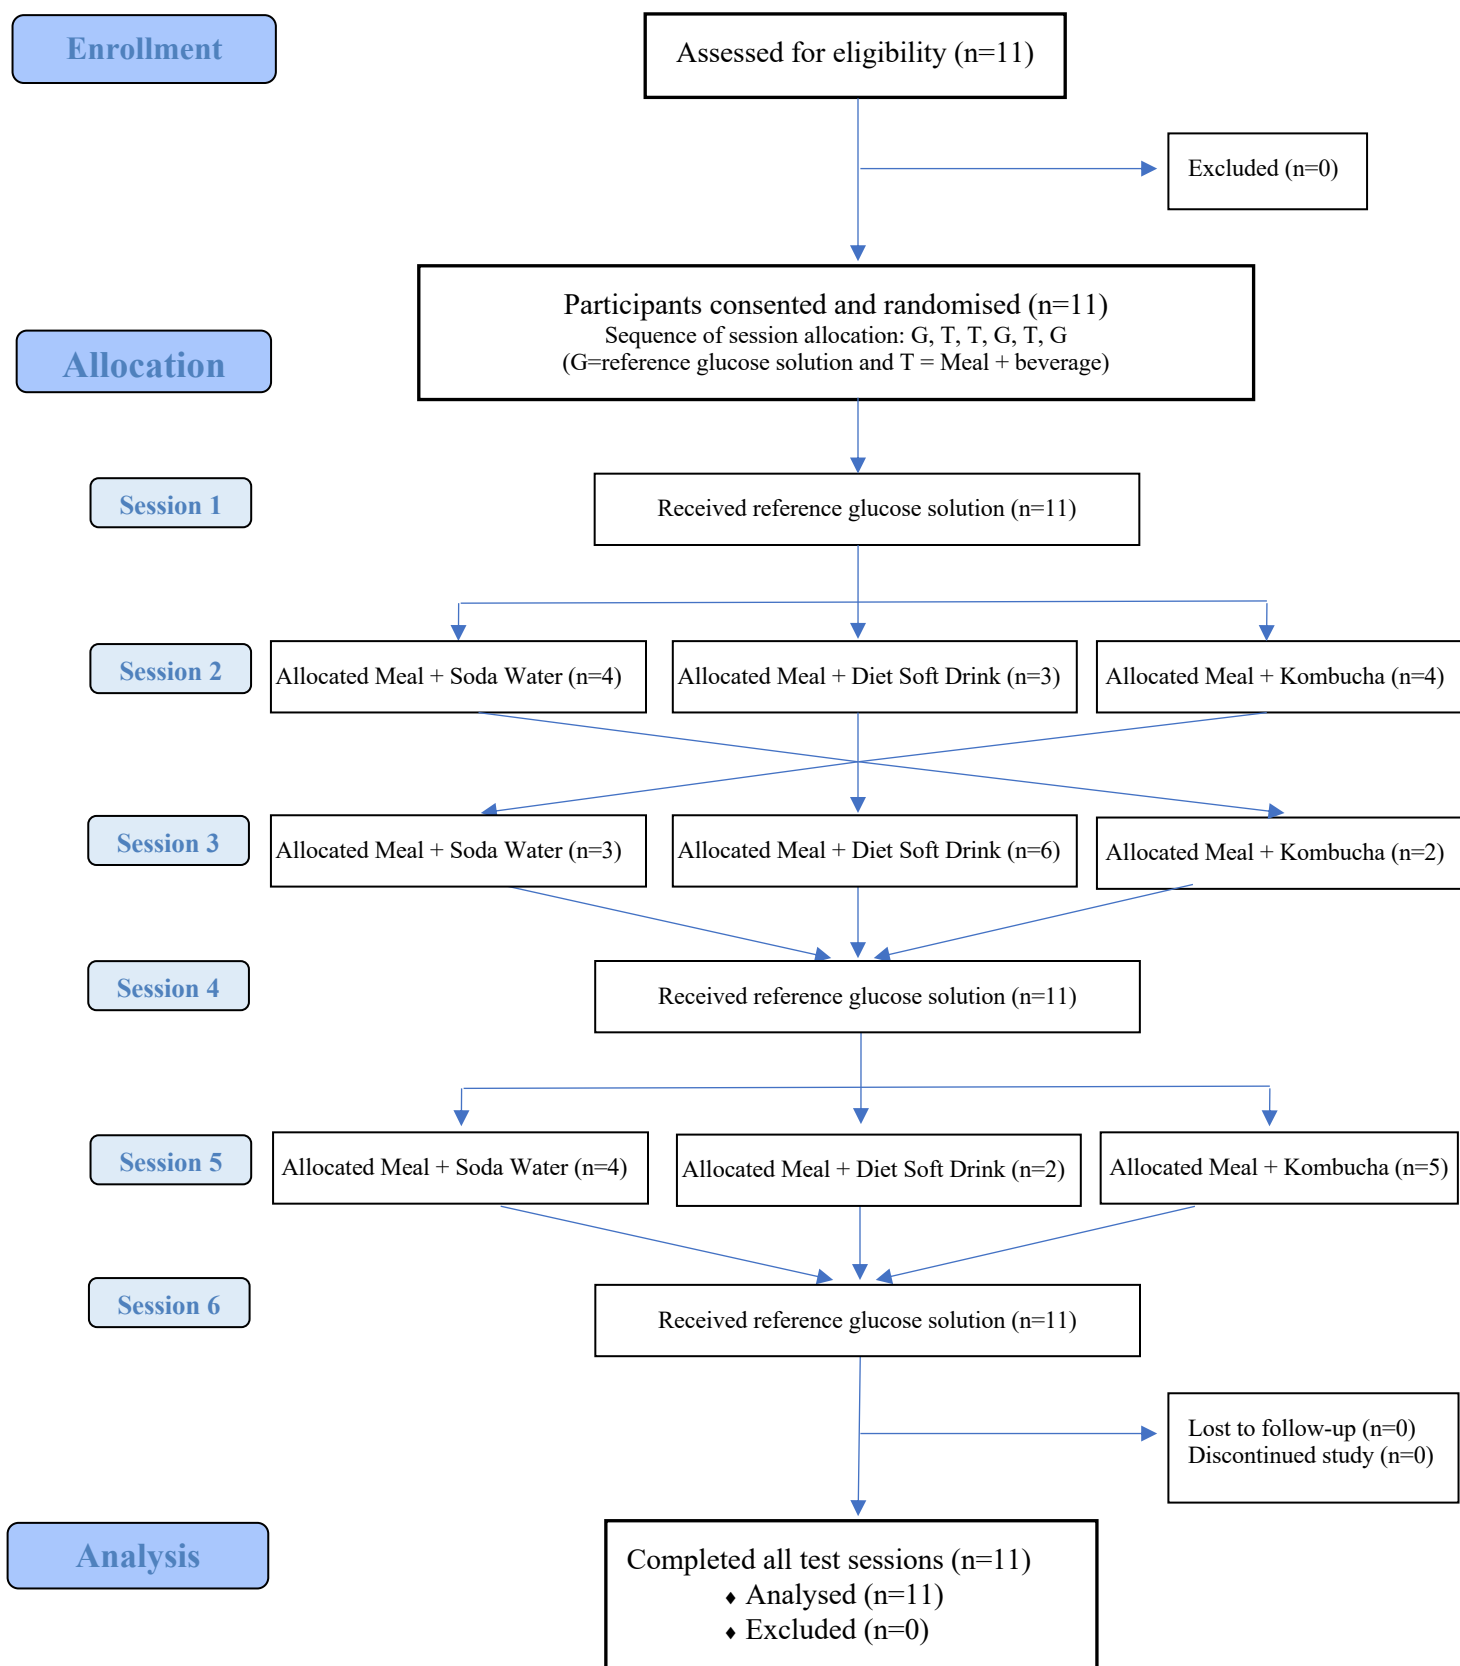 Enrollment
Assessed for eligibility (n=11)
Excluded (n=0)
Participants consented and randomised (n=11)
Sequence of session allocation: G, T, T, G, T, G
(G=reference glucose solution and T = Meal + beverage)
Allocation
Session 1
Received reference glucose solution (n=11)
Session 2
Allocated Meal + Soda Water (n=4)
Allocated Meal + Diet Soft Drink (n=3)
Allocated Meal + Kombucha (n=4)
Session 3
Allocated Meal + Soda Water (n=3)
Allocated Meal + Diet Soft Drink (n=6)
Allocated Meal + Kombucha (n=2)
Session 4
Received reference glucose solution (n=11)
Session 5
Allocated Meal + Soda Water (n=4)
Allocated Meal + Diet Soft Drink (n=2)
Allocated Meal + Kombucha (n=5)
Session 6
Received reference glucose solution (n=11)
Lost to follow-up (n=0)
Discontinued study (n=0)
Analysis
Completed all test sessions (n=11)
♦ Analysed (n=11)
♦ Excluded (n=0)